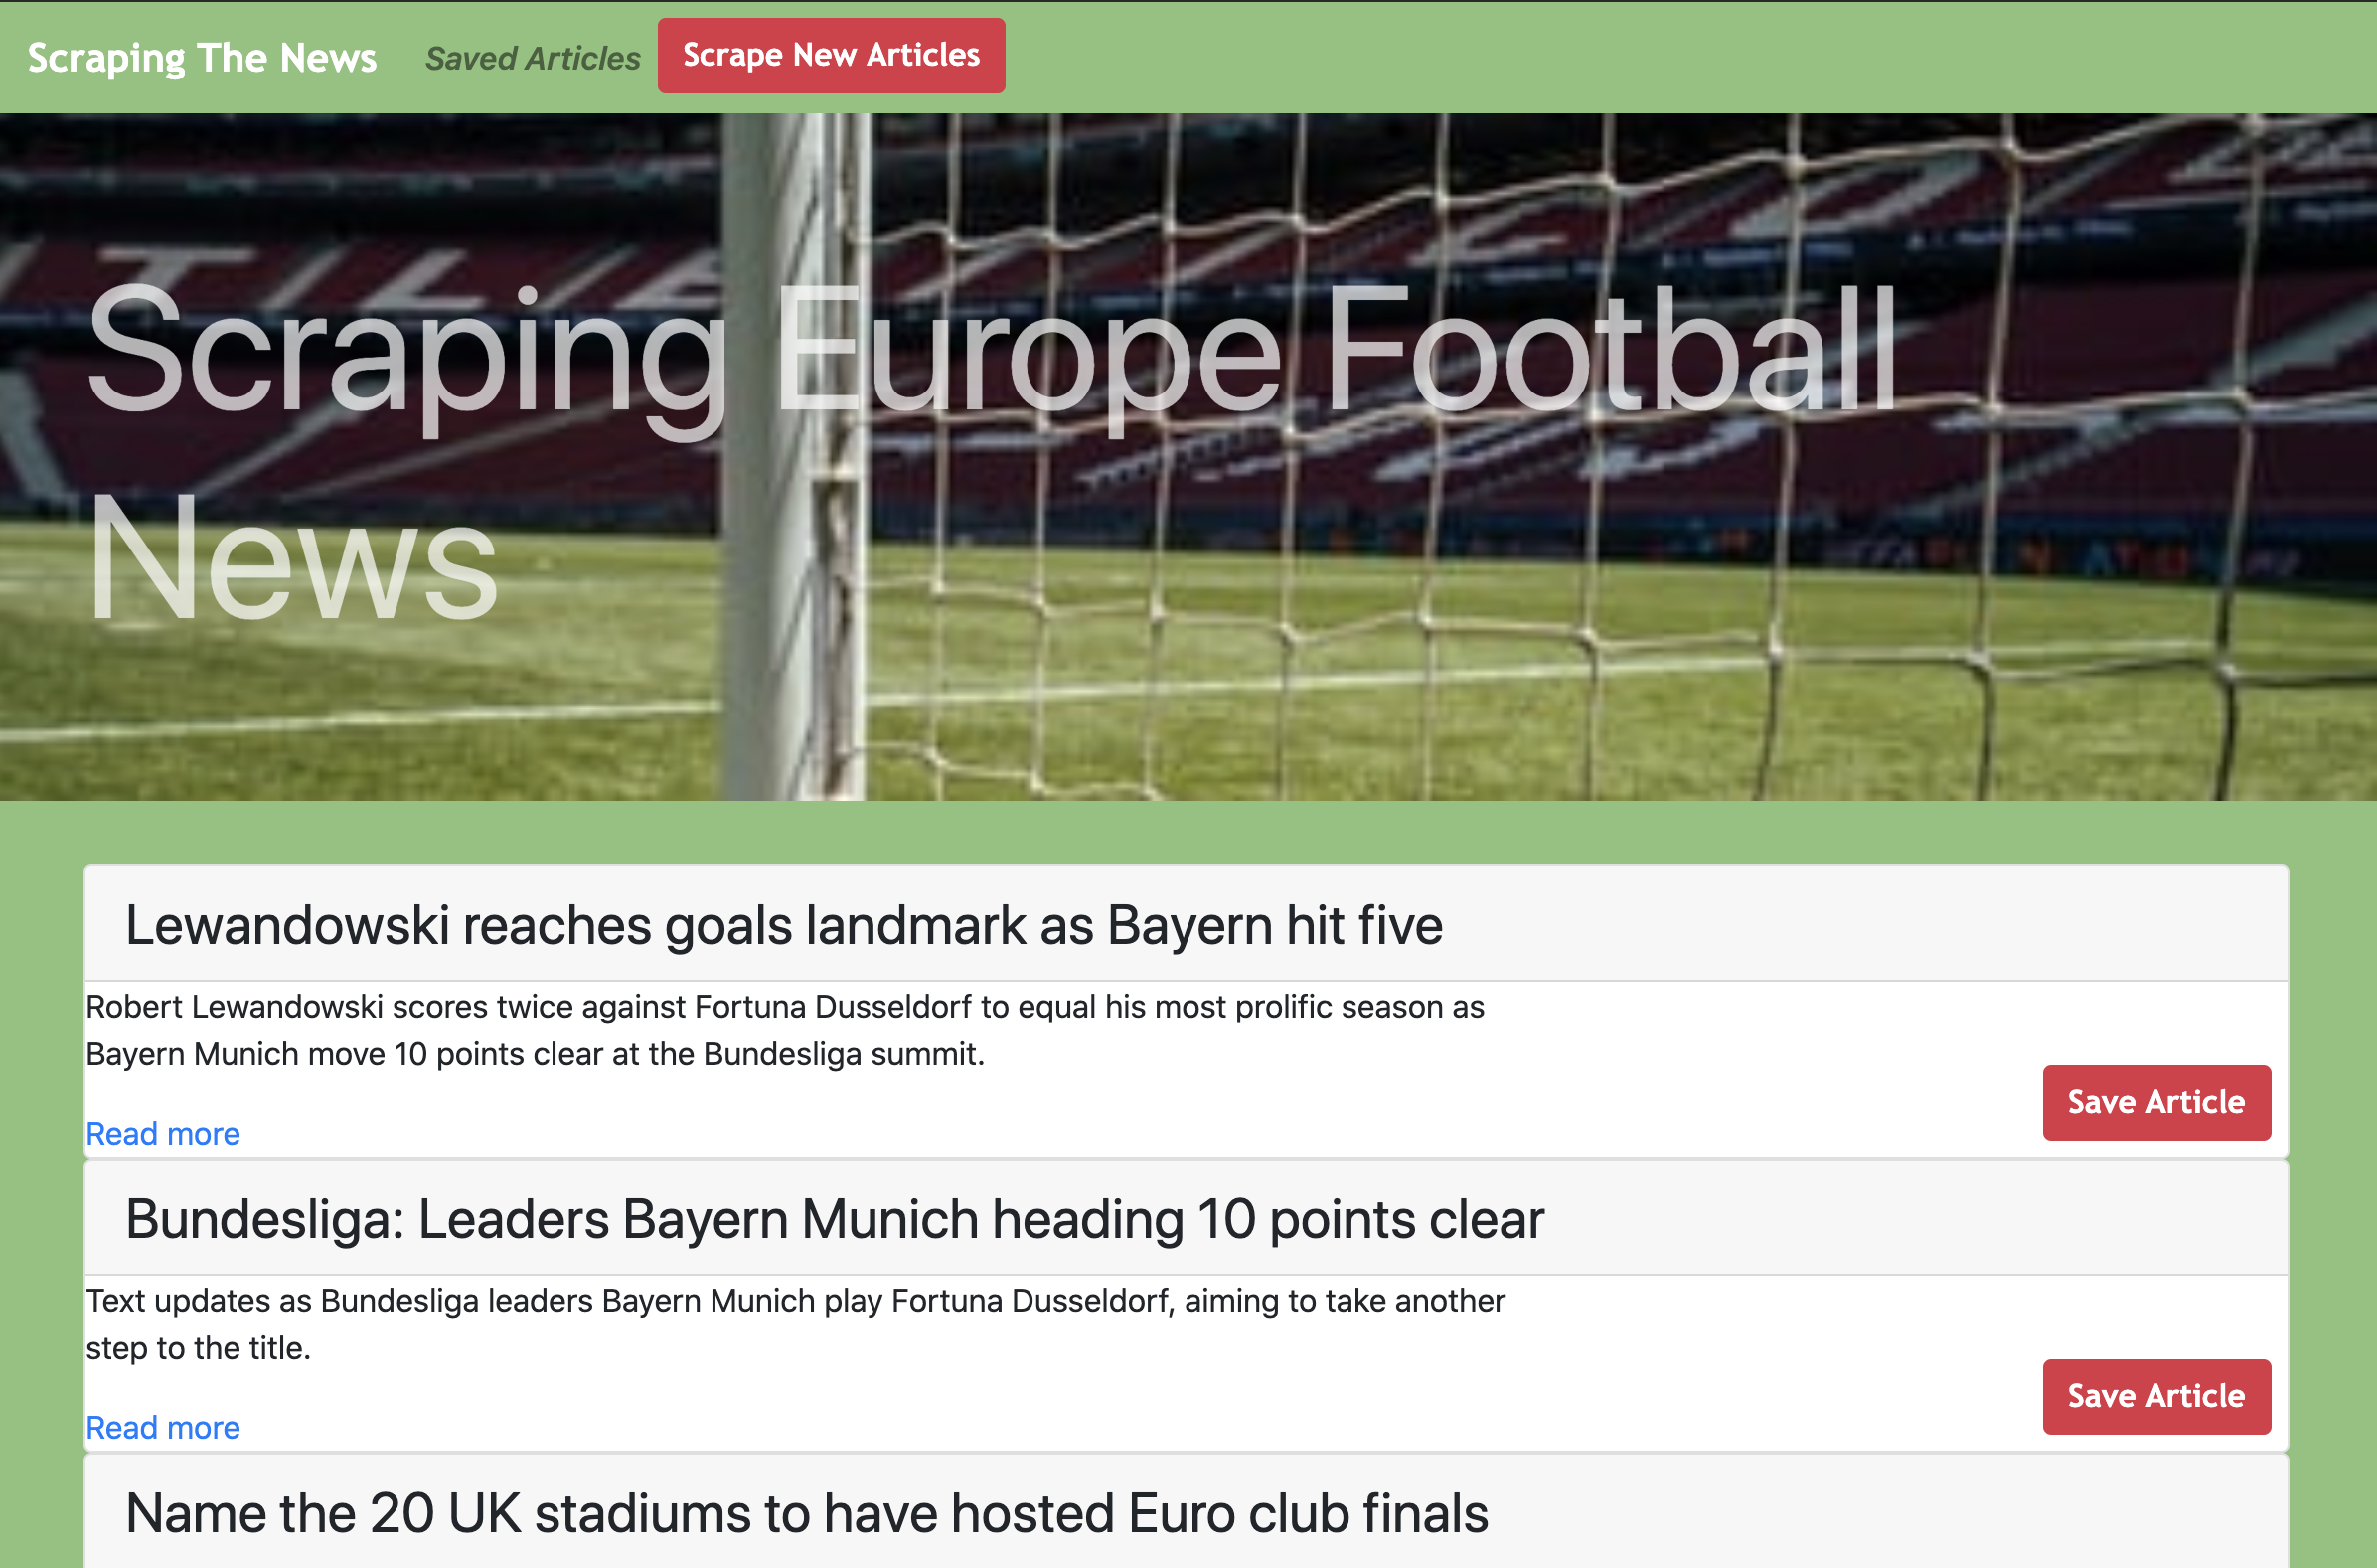 Scraping The News
Saved Articles
Scrape New Articles
Scraping Europe Football
News
Lewandowski reaches goals landmark as Bayern hit five
Robert Lewandowski scores twice against Fortuna Dusseldorf to equal his most prolific season as
Bayern Munich move 10 points clear at the Bundesliga summit.
Save Article
Read more
Bundesliga: Leaders Bayern Munich heading 10 points clear
Text updates as Bundesliga leaders Bayern Munich play Fortuna Dusseldorf, aiming to take another
step to the title.
Save Article
Read more
Name the 20 UK stadiums to have hosted Euro club finals